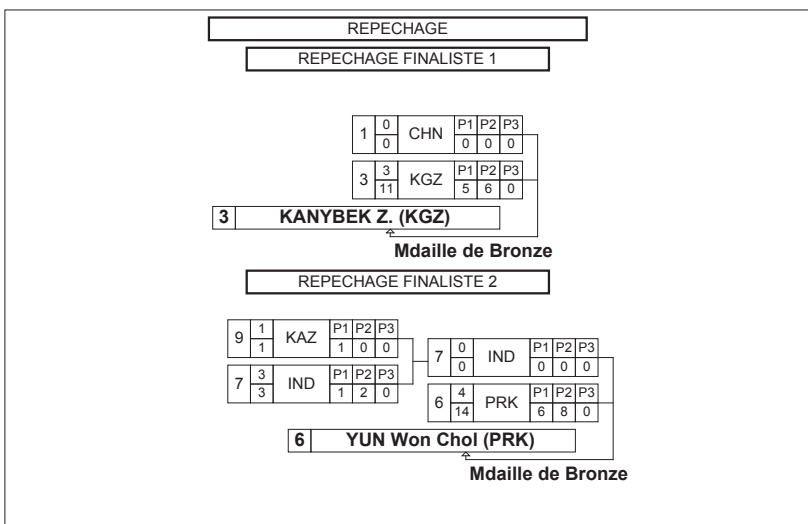 REPECHAGE
REPECHAGE FINALISTE 1
1 0 CHN P1 P2 P3
0 0 0 0
3 3 KGZ P1 P2 P3
11 5 6 0
3 KANYBEK Z. (KGZ)
Mdaille de Bronze
REPECHAGE FINALISTE 2
9 1 KAZ P1 P2 P3
1 1 0 0
7 3 IND P1 P2 P3
3 1 2 0
7 0 IND P1 P2 P3
0 0 0 0
6 4 PRK P1 P2 P3
14 6 8 0
6 YUN Won Chol (PRK)
Mdaille de Bronze